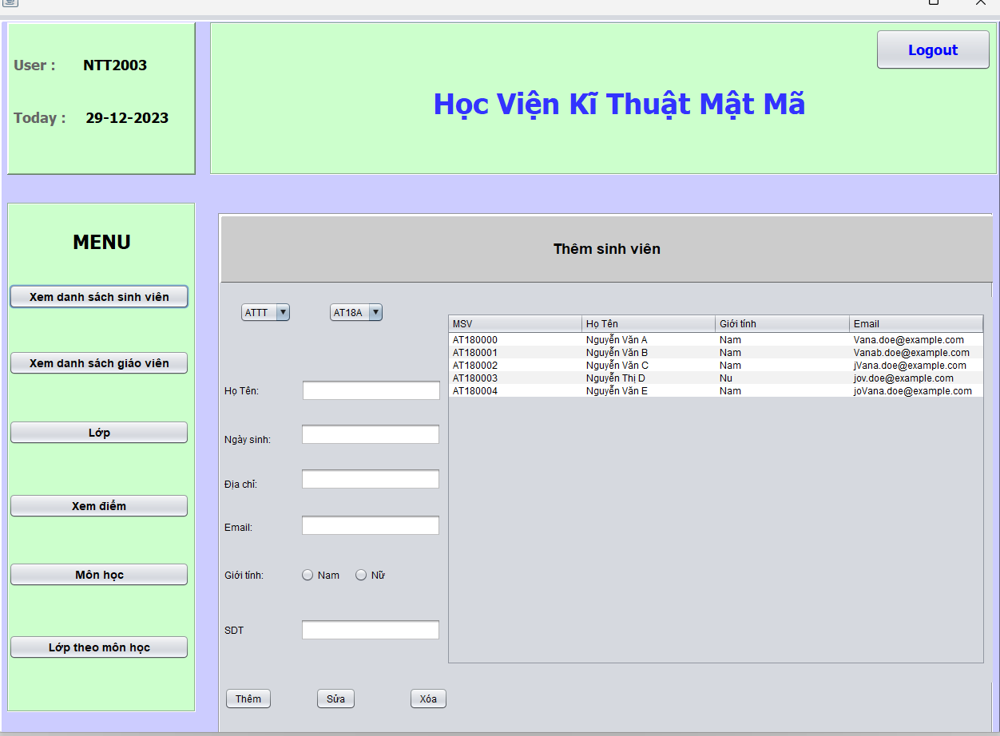 User : NTT2003
Today : 29-12-2023
Logout
Học Viện Kĩ Thuật Mật Mã
MENU
Xem danh sách sinh viên
Xem danh sách giáo viên
Lớp
Xem điểm
Môn học
Lớp theo môn học
Thêm sinh viên
ATTT AT18A
Họ Tên:
Ngày sinh:
Địa chỉ:
Email:
Giới tính: Nam Nữ
SDT
Thêm Sửa Xóa
MSV Họ Tên Giới tính Email
AT180000 Nguyễn Văn A Nam Vana.doe@example.com
AT180001 Nguyễn Văn B Nam Vanab.doe@example.com
AT180002 Nguyễn Văn C Nam jVana.doe@example.com
AT180003 Nguyễn Thị D Nu jov.doe@example.com
AT180004 Nguyễn Văn E Nam joVana.doe@example.com